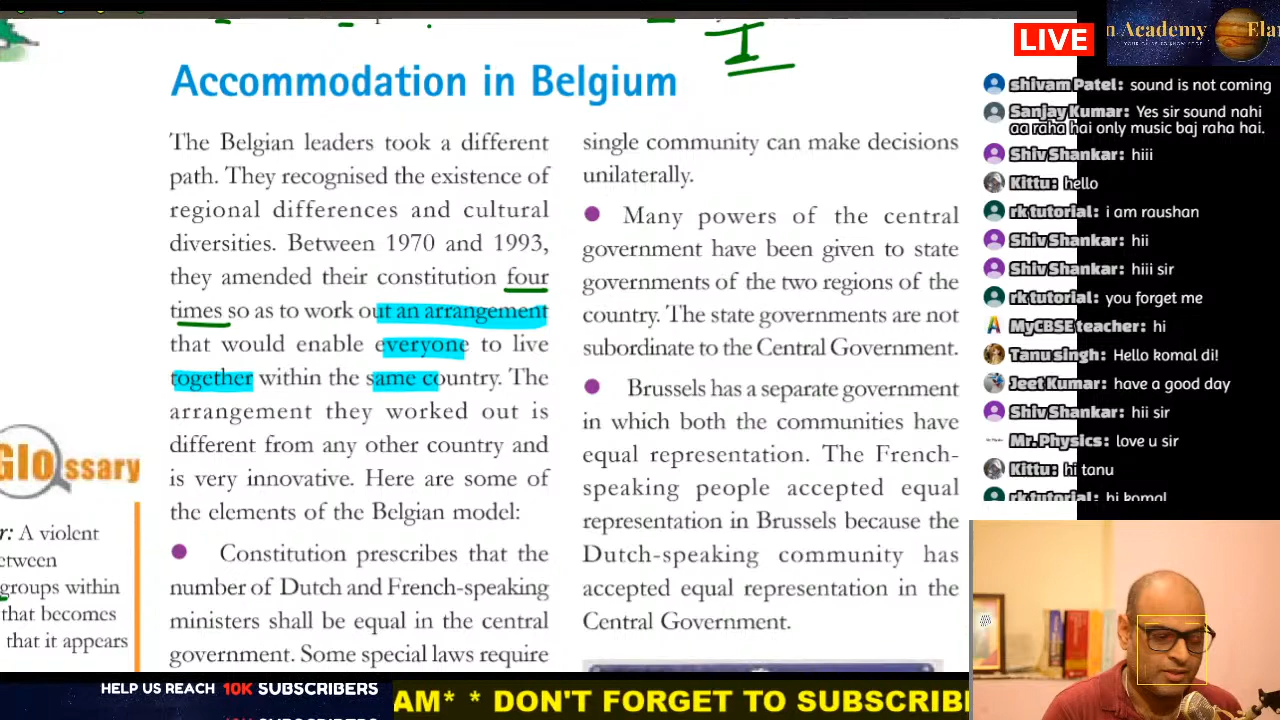 I
Accommodation in Belgium
The Belgian leaders took a different
path. They recognised the existence of
regional differences and cultural
diversities. Between 1970 and 1993,
they amended their constitution four
times so as to work out an arrangement
that would enable everyone to live
together within the same country. The
arrangement they worked out is
different from any other country and
is very innovative. Here are some of
the elements of the Belgian model:
Constitution prescribes that the
number of Dutch and French-speaking
ministers shall be equal in the central
government. Some special laws require
single community can make decisions
unilaterally.
Many powers of the central
government have been given to state
governments of the two regions of the
country. The state governments are not
subordinate to the Central Government.
Brussels has a separate government
in which both the communities have
equal representation. The French-
speaking people accepted equal
representation in Brussels because the
Dutch-speaking community has
accepted equal representation in the
Central Government.
Glossary
r: A violent
etween
groups within
that becomes
that it appears
LIVE
n Academy
YOUR GUIDE TO KNOWLEDGE
Ela
shivam Patel: sound is not coming
Sanjay Kumar: Yes sir sound nahi
aa raha hai only music baj raha hai.
Shiv Shankar: hiii
Kittu: hello
rk tutorial: i am raushan
Shiv Shankar: hii
Shiv Shankar: hiii sir
rk tutorial: you forget me
MyCBSE teacher: hi
Tanu singh: Hello komal di!
Jeet Kumar: have a good day
Shiv Shankar: hii sir
Mr. Physics: love u sir
Kittu: hi tanu
rk tutorial: hi komal
HELP US REACH 10K SUBSCRIBERS
AM* * DON'T FORGET TO SUBSCRIB